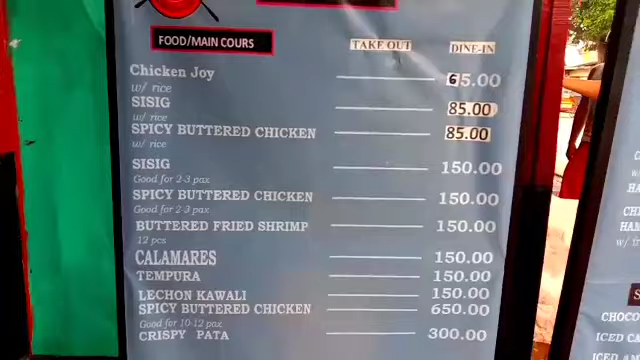 FOOD/MAIN COURS
TAKE OUT DINE-IN
Chicken Joy 65.00
w/ rice
SISIG 85.00
w/ rice
SPICY BUTTERED CHICKEN 85.00
w/ rice
SISIG 150.00
Good for 2-3 pax
SPICY BUTTERED CHICKEN 150.00
Good for 2-3 pax
BUTTERED FRIED SHRIMP 150.00
12 pcs
CALAMARES 150.00
TEMPURA 150.00
LECHON KAWALI 150.00
SPICY BUTTERED CHICKEN 650.00
Good for 10-12 pax
CRISPY PATA 300.00
CHOCO
ICED